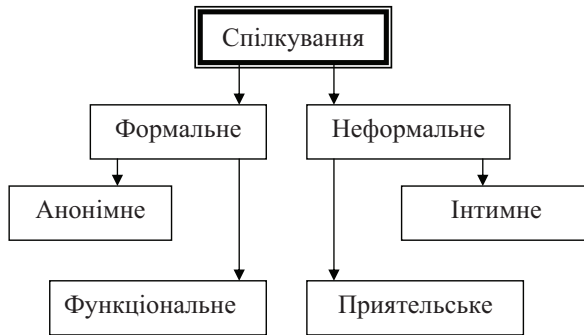 Спілкування
Формальне
Неформальне
Анонімне
Інтимне
Функціональне
Приятельське